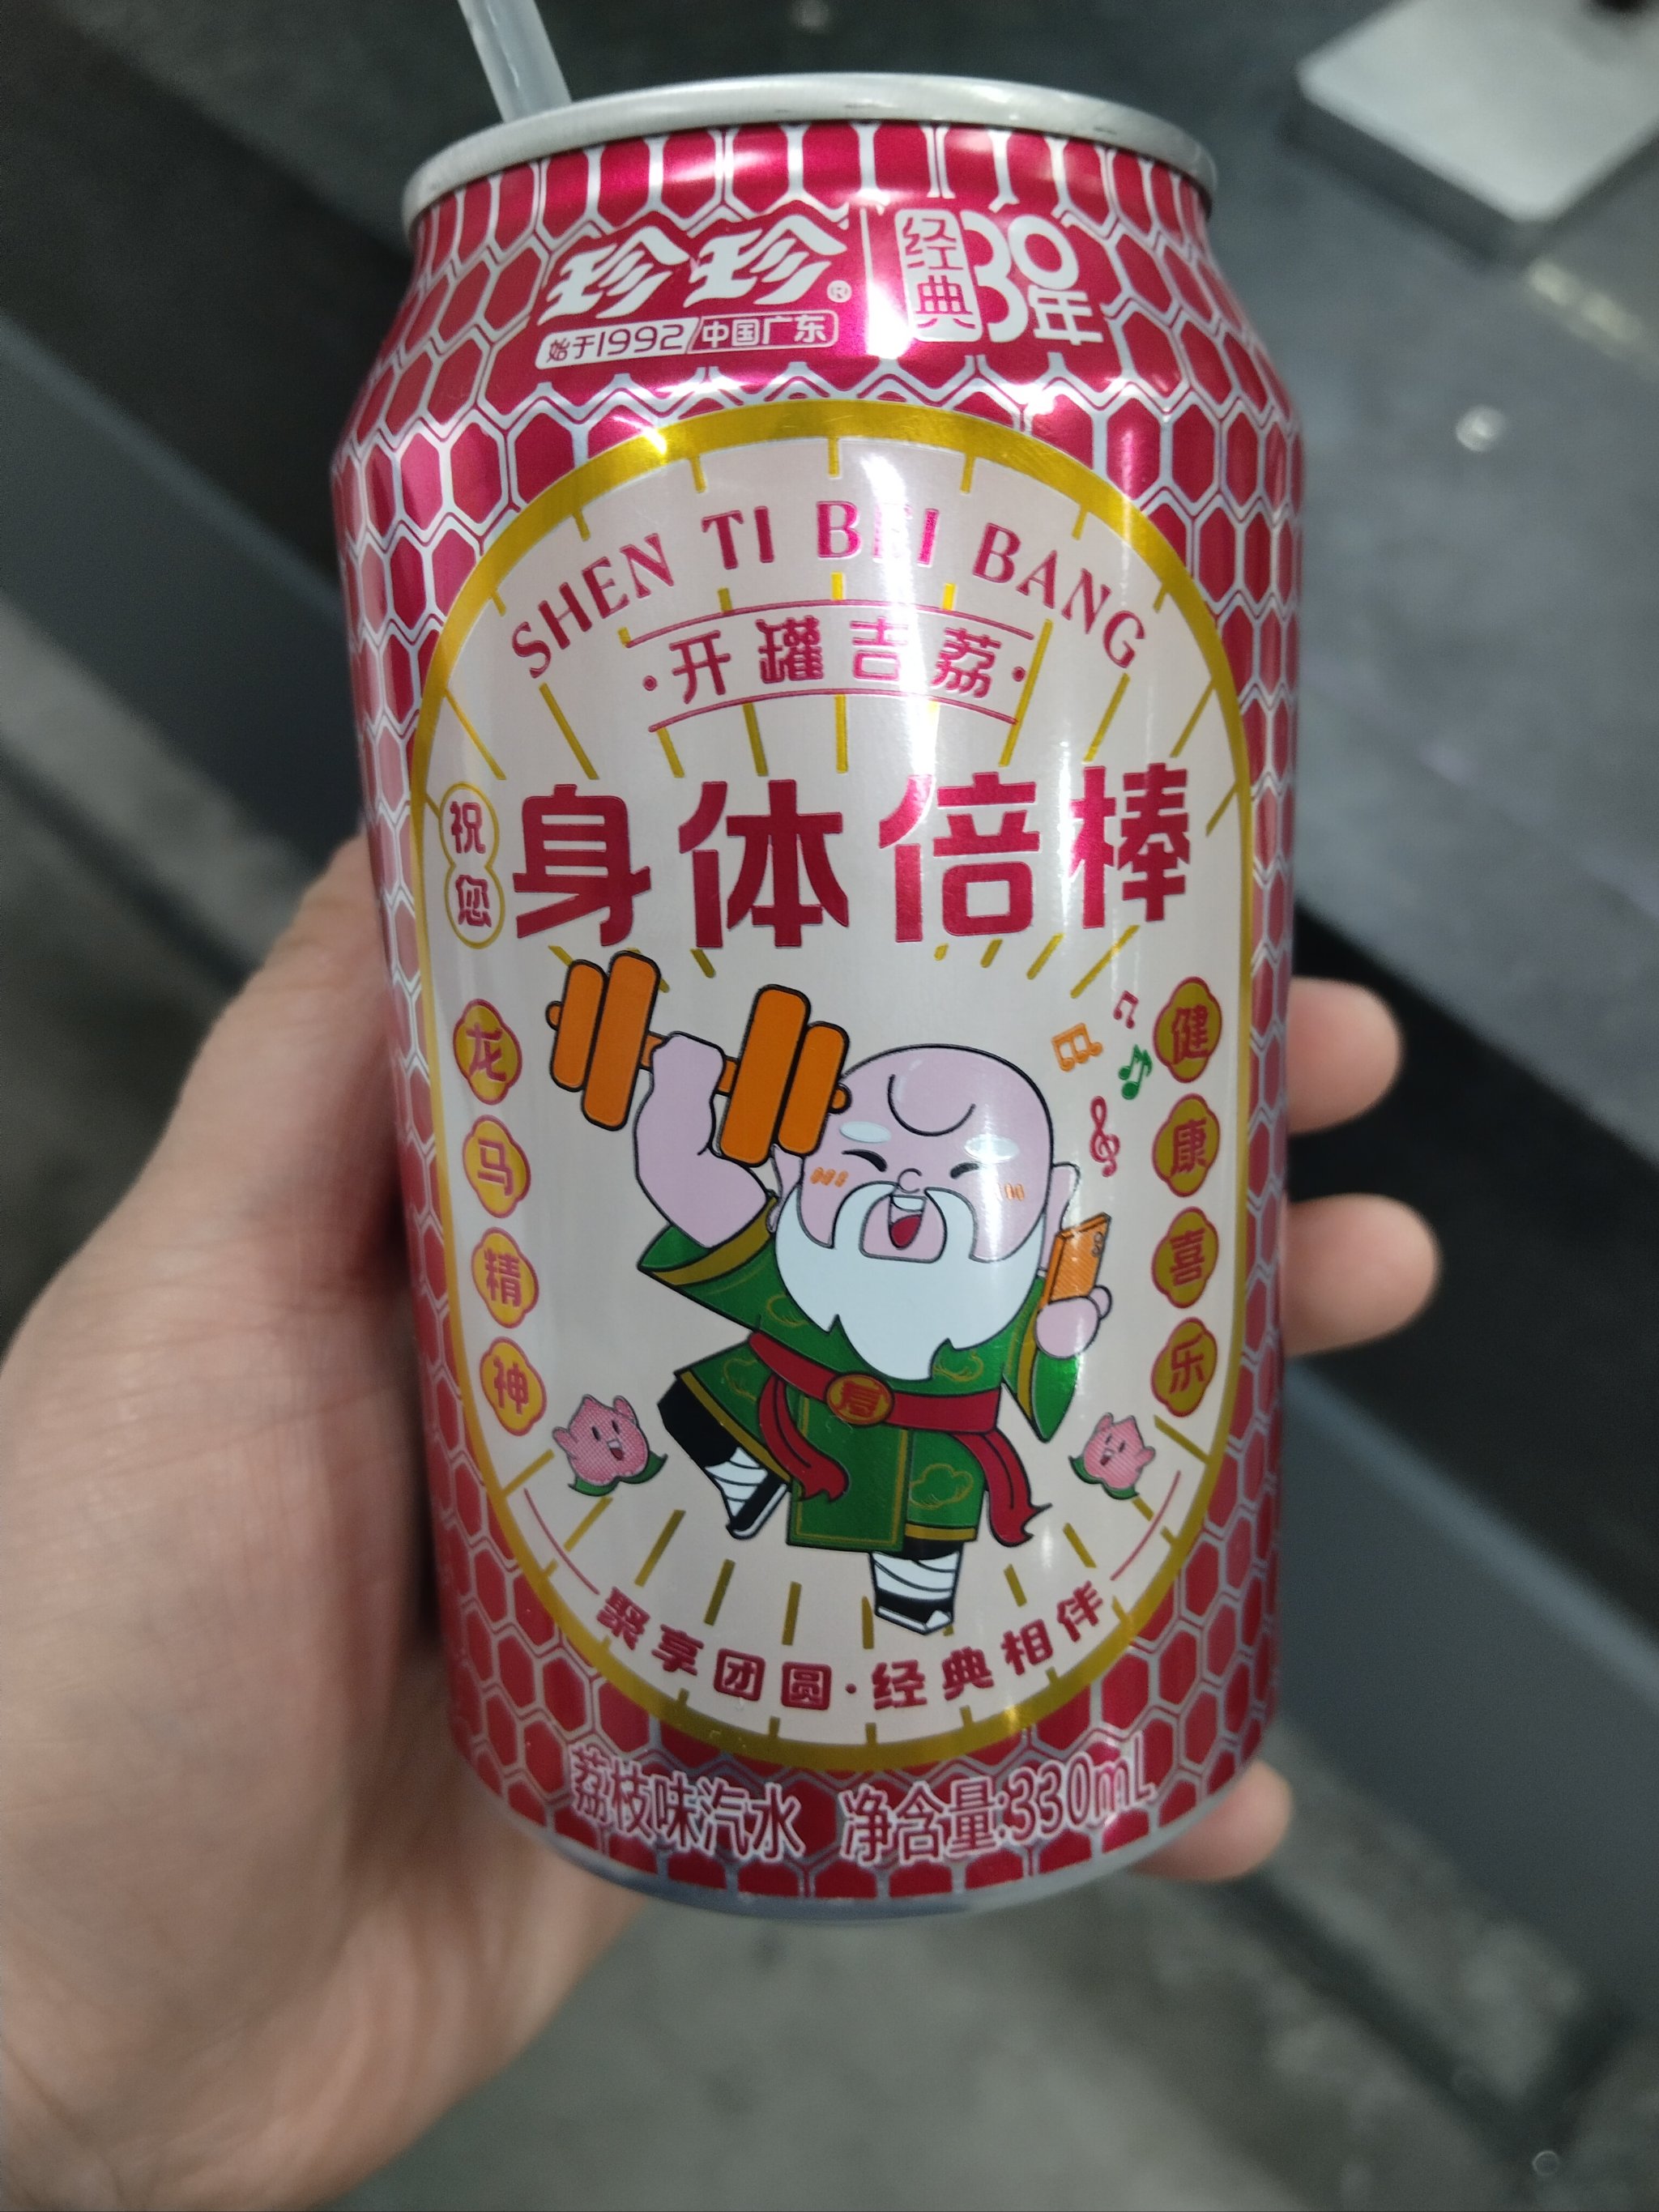 珍珍®
经典30年
始于1992 中国广东
SHEN TI BEI BANG
·开罐吉荔·
祝您
身体倍棒
龙马精神
健康喜乐
寿
聚享团圆·经典相伴
荔枝味汽水 净含量:330mL